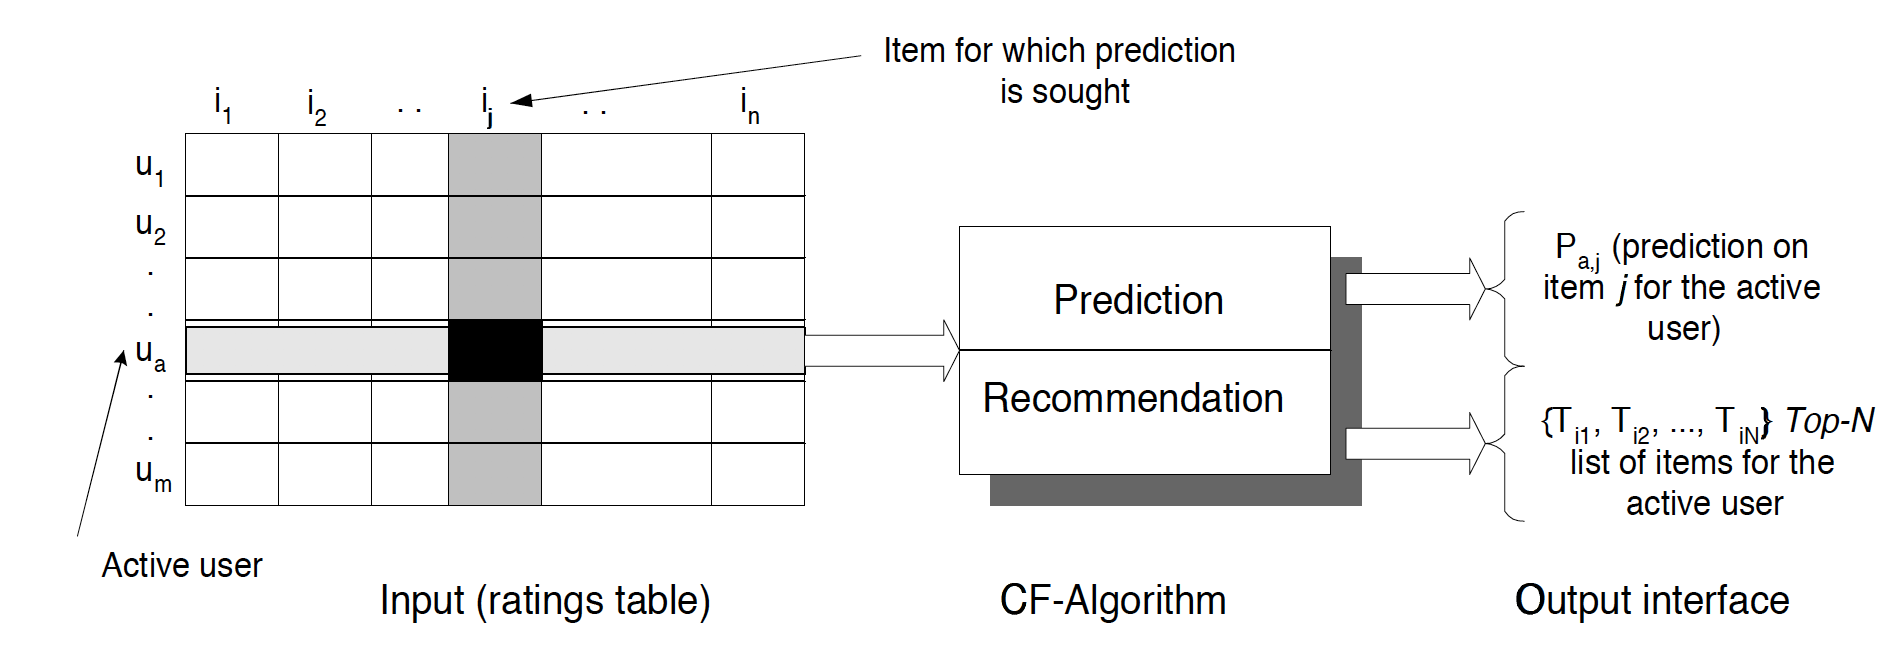 Item for which prediction
is sought
i1 i2 . . ij . . in
u1
u2
.
.
ua
.
.
um
Active user
Input (ratings table)
Prediction
Recommendation
CF-Algorithm
Pa,j (prediction on
item j for the active
user)
{Ti1, Ti2, ..., TiN} Top-N
list of items for the
active user
Output interface